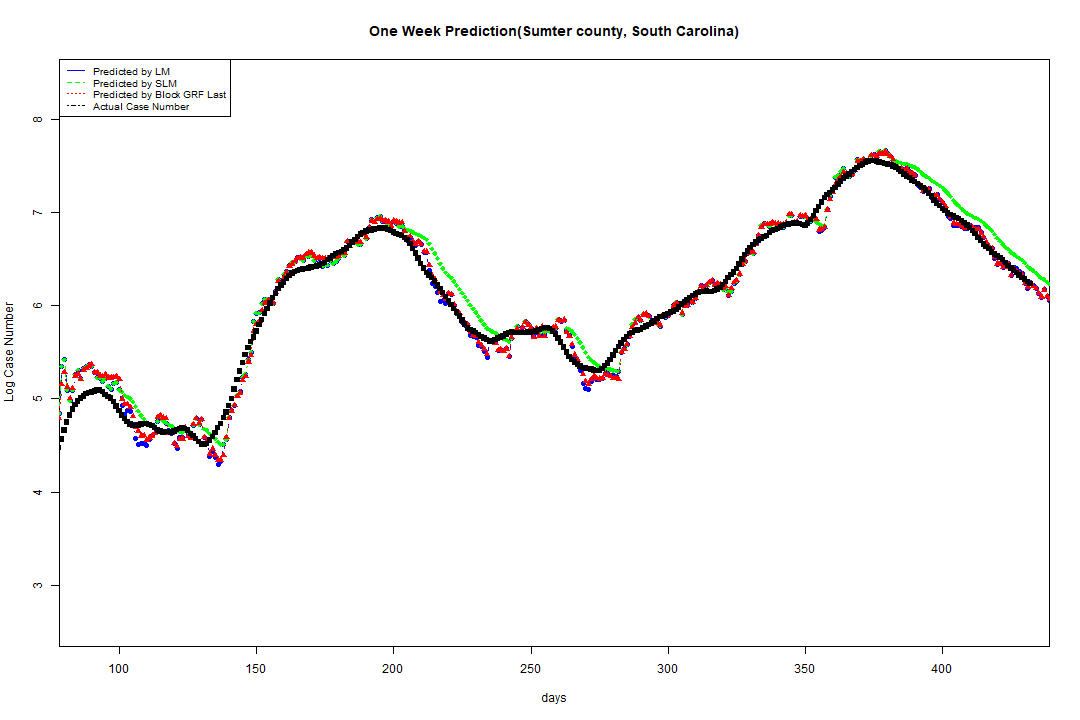 One Week Prediction(Sumter county, South Carolina)
Predicted by LM
Predicted by SLM
Predicted by Block GRF Last
Actual Case Number
Log Case Number
8
7
6
5
4
3
100 150 200 250 300 350 400
days